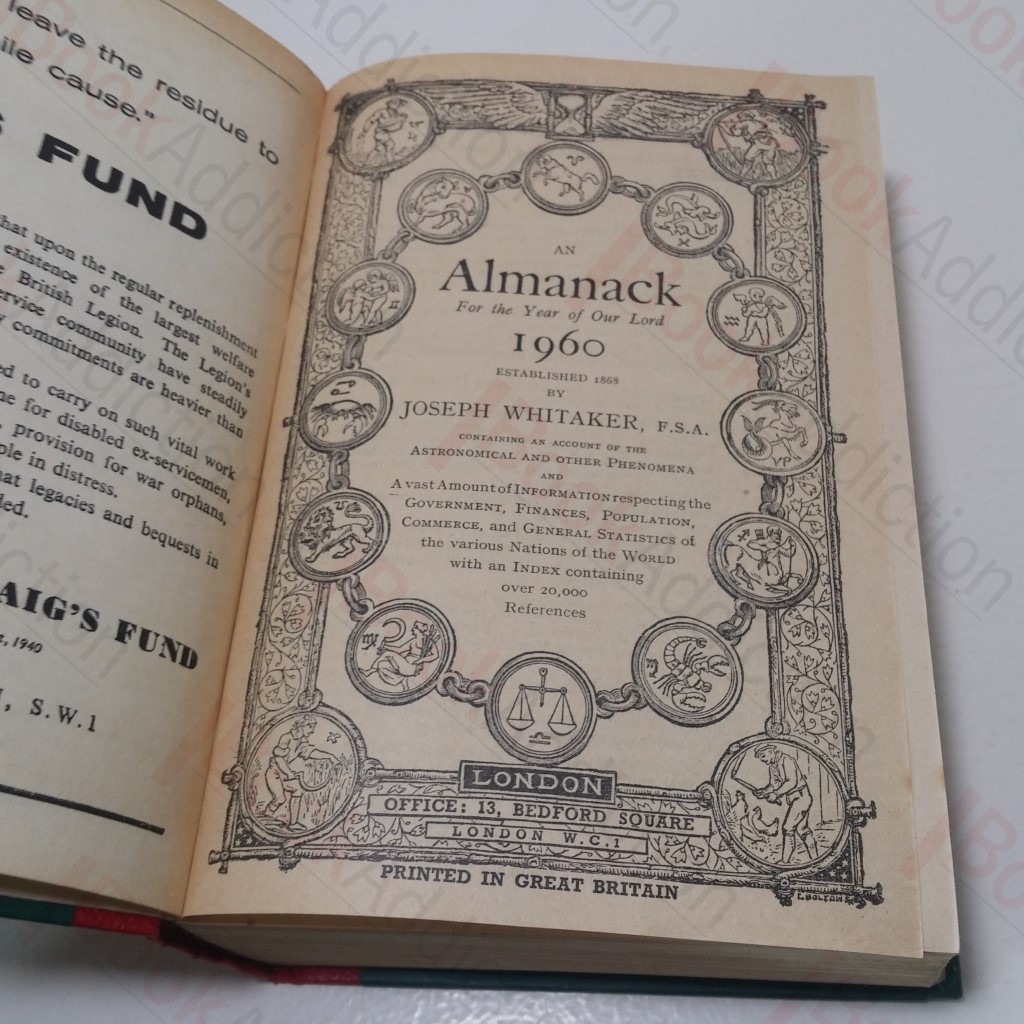 leave the residue to
ile cause."
S FUND
hat upon the regular replenishment
existence of the largest welfare
British Legion. The Legion's
ervice community have steadily
commitments are heavier than
ed to carry on such vital work
me for disabled ex-servicemen,
provision for war orphans,
ple in distress.
hat legacies and bequests in
ded.
AIG'S FUND
, 1940
, S.W.1
AN
Almanack
For the Year of Our Lord
1960
ESTABLISHED 1868
BY
JOSEPH WHITAKER, F.S.A.
CONTAINING AN ACCOUNT OF THE
ASTRONOMICAL AND OTHER PHENOMENA
AND
A vast Amount of INFORMATION respecting the
GOVERNMENT, FINANCES, POPULATION,
COMMERCE, and GENERAL STATISTICS of
the various Nations of the WORLD
with an INDEX containing
over 20,000
References
LONDON
OFFICE: 13, BEDFORD SQUARE
LONDON W.C.1
PRINTED IN GREAT BRITAIN
BookAddiction